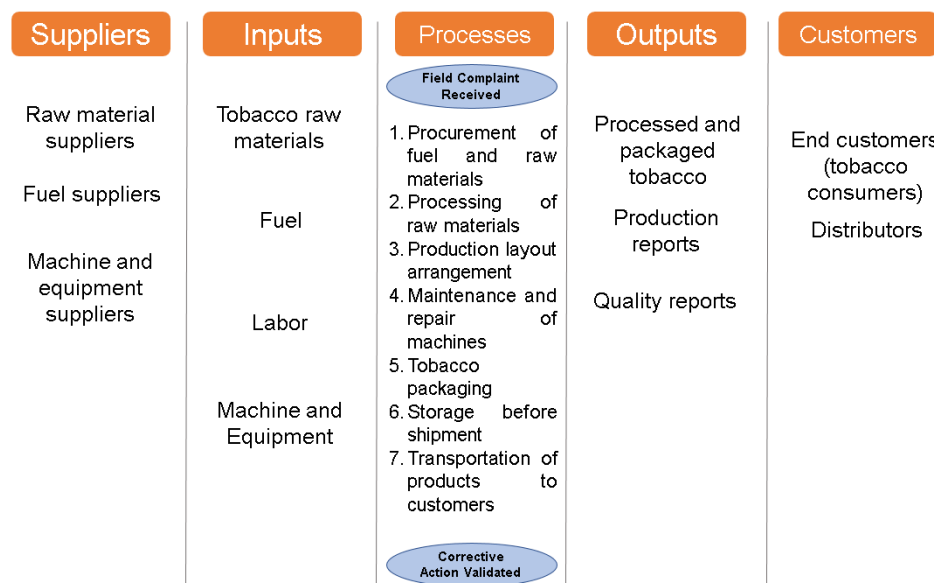 Suppliers
Raw material
suppliers
Fuel suppliers
Machine and
equipment
suppliers
Inputs
Tobacco raw
materials
Fuel
Labor
Machine and
Equipment
Processes
Field Complaint
Received
1. Procurement of
fuel and raw
materials
2. Processing of
raw materials
3. Production layout
arrangement
4. Maintenance and
repair of
machines
5. Tobacco
packaging
6. Storage before
shipment
7. Transportation of
products to
customers
Corrective
Action Validated
Outputs
Processed and
packaged
tobacco
Production
reports
Quality reports
Customers
End customers
(tobacco
consumers)
Distributors